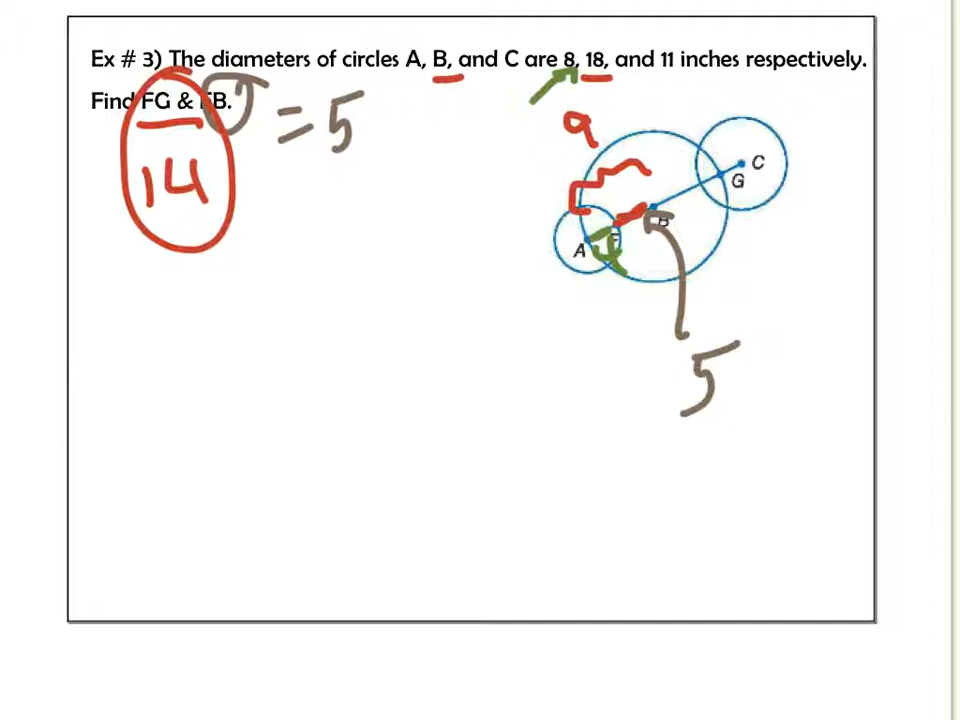 Ex # 3) The diameters of circles A, B, and C are 8, 18, and 11 inches respectively.
Find FG & FB.
= 5
14
9
C
G
B
F
A
4
5